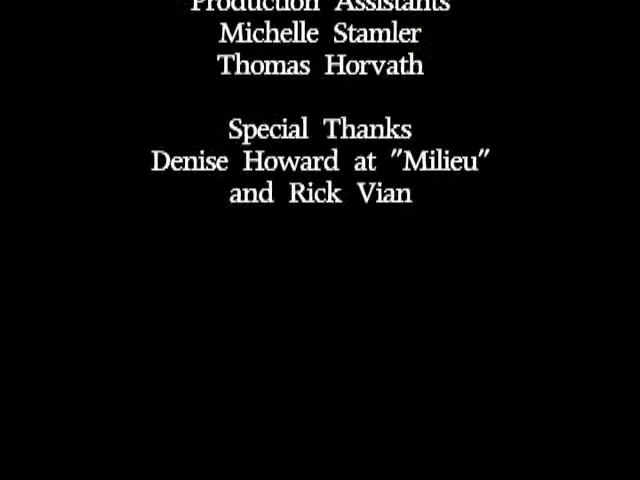 Production Assistants
Michelle Stamler
Thomas Horvath
Special Thanks
Denise Howard at "Milieu"
and Rick Vian